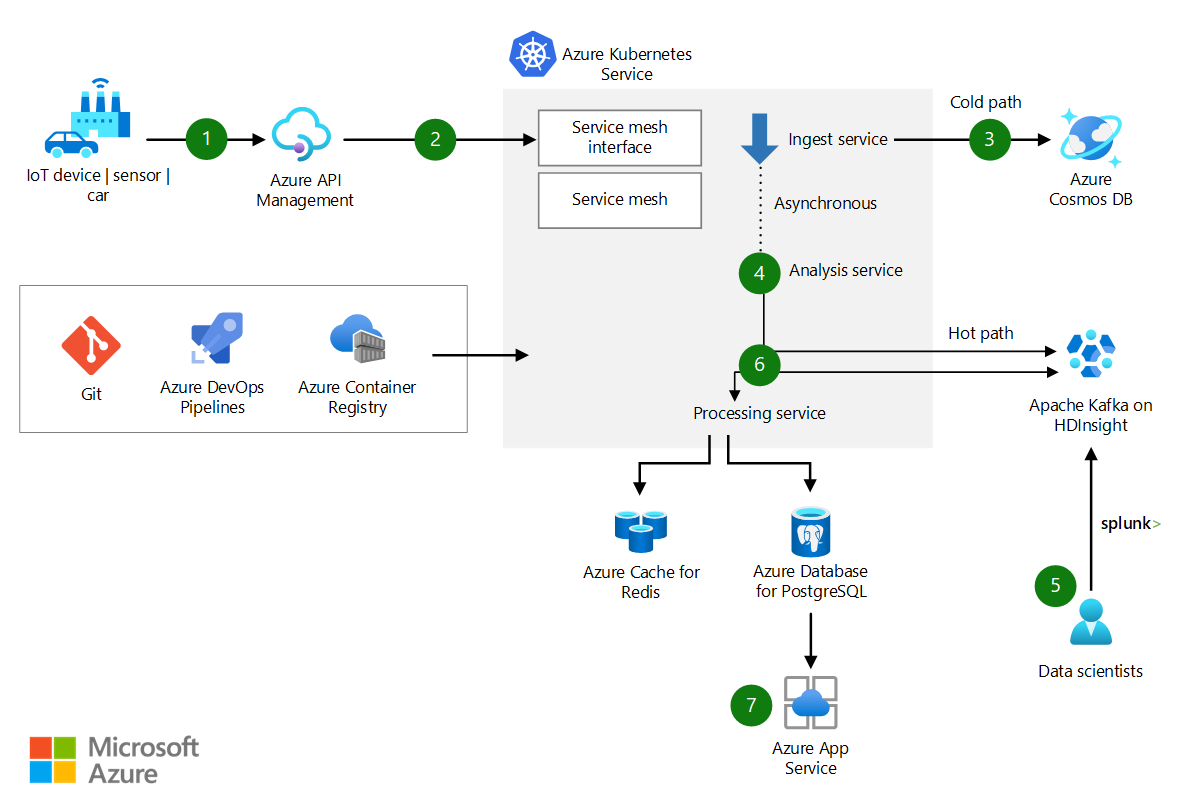 Azure Kubernetes
Service
1
2
Service mesh
interface
Service mesh
Ingest service
Cold path
3
Azure
Cosmos DB
IoT device | sensor |
car
Azure API
Management
Asynchronous
4
Analysis service
Git
Azure DevOps
Pipelines
Azure Container
Registry
Hot path
6
Processing service
Apache Kafka on
HDInsight
splunk>
5
Data scientists
Azure Cache for
Redis
Azure Database
for PostgreSQL
7
Azure App
Service
Microsoft
Azure